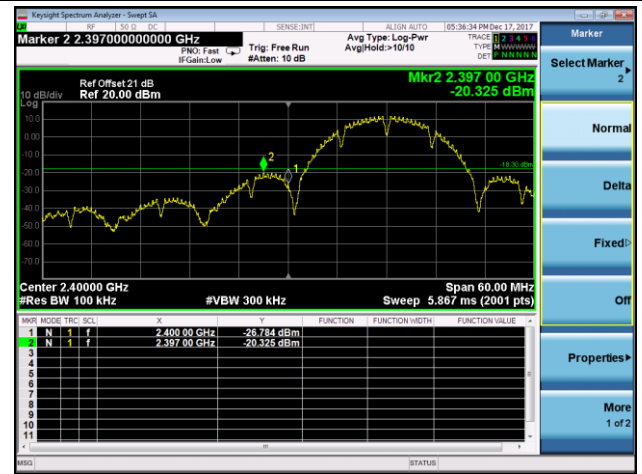 Keysight Spectrum Analyzer - Swept SA
RF 50 Ω DC SENSE:INT ALIGN AUTO 05:36:34 PM Dec 17, 2017
Marker 2 2.397000000000 GHz
PNO: Fast
IFGain:Low
Trig: Free Run
#Atten: 10 dB
Avg Type: Log-Pwr
Avg|Hold:>10/10
TRACE 1 2 3 4 5 6
TYPE M WWWWW
DET P N N N N N
Ref Offset 21 dB
10 dB/div Ref 20.00 dBm
Log
Mkr2 2.397 00 GHz
-20.325 dBm
10.0
0.00
-10.0
-20.0
-30.0
-40.0
-50.0
-60.0
-70.0
2
1
Center 2.40000 GHz Span 60.00 MHz
#Res BW 100 kHz #VBW 300 kHz Sweep 5.867 ms (2001 pts)
MKR MODE TRC SCL X Y FUNCTION FUNCTION WIDTH FUNCTION VALUE
1 N 1 f 2.400 00 GHz -26.784 dBm
2 N 1 f 2.397 00 GHz -20.325 dBm
3
4
5
6
7
8
9
10
11
MSG STATUS
Marker
Select Marker
2
Normal
Delta
Fixed
Off
Properties
More
1 of 2